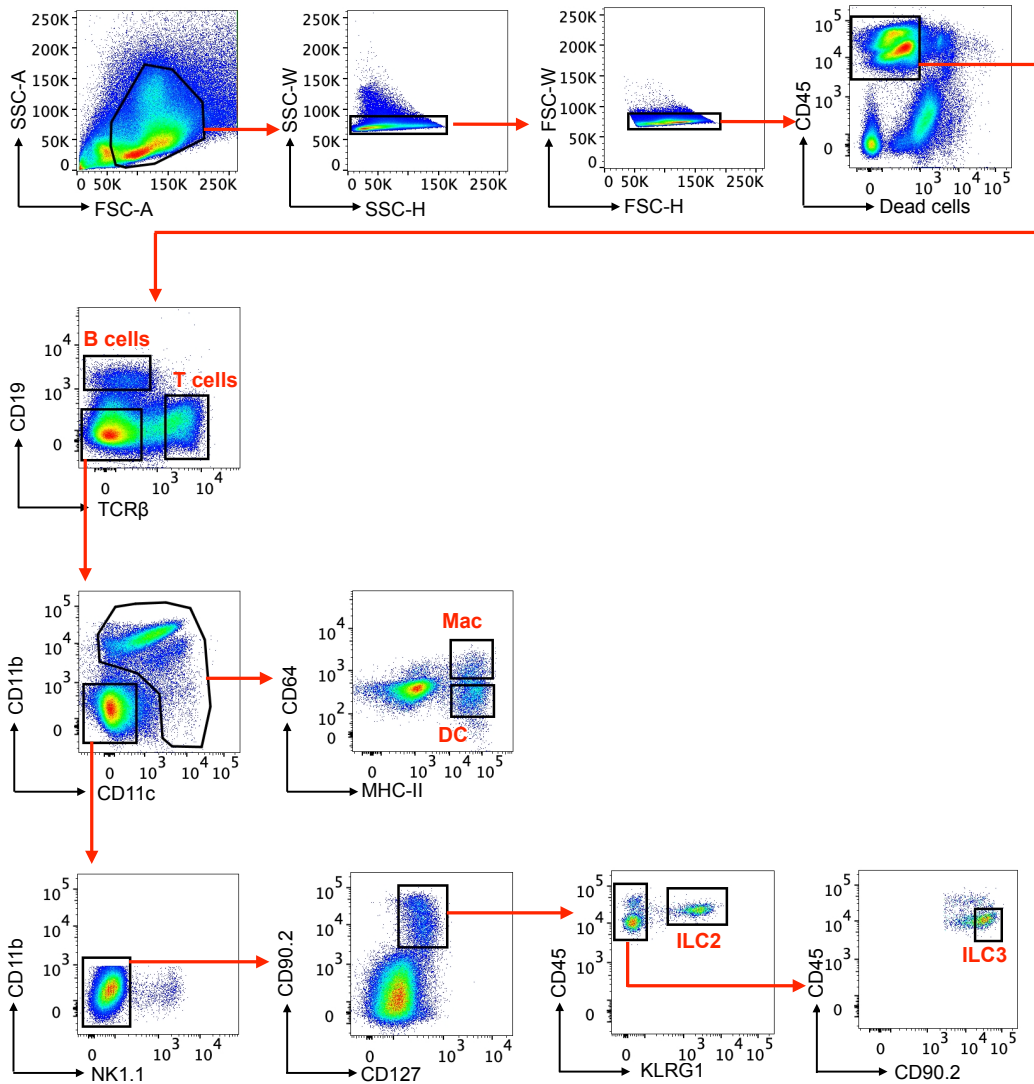 SSC-A
250K
200K
150K
100K
50K
0
0 50K 150K 250K
FSC-A
SSC-W
250K
200K
150K
100K
50K
0
0 50K 150K 250K
SSC-H
FSC-W
250K
200K
150K
100K
50K
0
0 50K 150K 250K
FSC-H
CD45
10^5
10^4
10^3
0
0 10^3 10^4 10^5
Dead cells
CD19
10^4
10^3
0
B cells
T cells
0 10^3 10^4
TCRβ
CD11b
10^5
10^4
10^3
0
0 10^3 10^4 10^5
CD11c
CD64
10^4
10^3
10^2
0
Mac
DC
0 10^3 10^4 10^5
MHC-II
CD11b
10^5
10^4
10^3
0
0 10^3 10^4 10^5
NK1.1
CD90.2
10^5
10^4
10^3
0
0 10^3 10^4 10^5
CD127
CD45
10^5
10^4
10^3
0
ILC2
0 10^3 10^4 10^5
KLRG1
CD45
10^5
10^4
10^3
0
ILC3
0 10^3 10^4 10^5
CD90.2